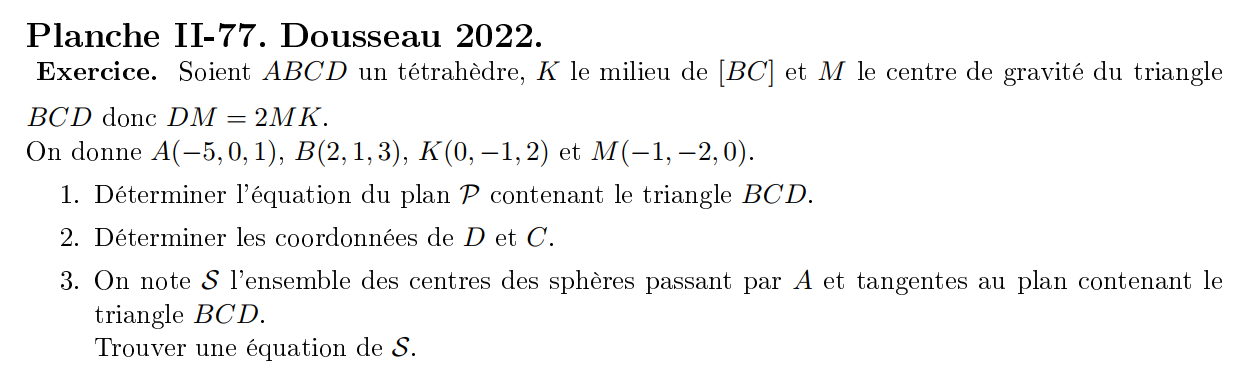 Planche II-77. Dousseau 2022.
Exercice. Soient ABCD un tétrahèdre, K le milieu de [BC] et M le centre de gravité du triangle
BCD donc DM = 2MK.
On donne A(−5, 0, 1), B(2, 1, 3), K(0, −1, 2) et M(−1, −2, 0).
1. Déterminer l'équation du plan 𝒫 contenant le triangle BCD.
2. Déterminer les coordonnées de D et C.
3. On note 𝒮 l'ensemble des centres des sphères passant par A et tangentes au plan contenant le
triangle BCD.
Trouver une équation de 𝒮.